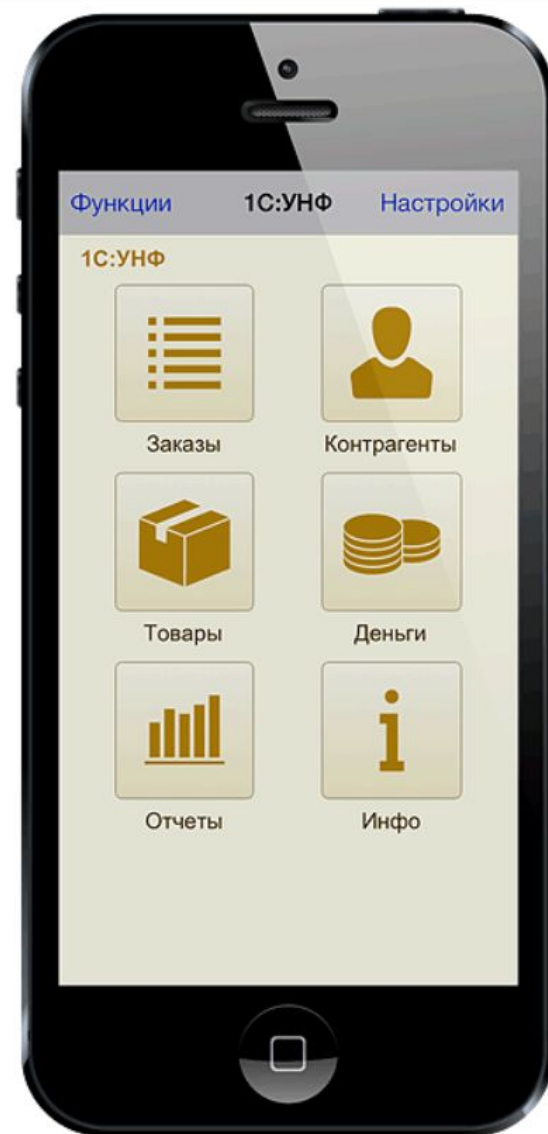 Функции 1С:УНФ Настройки
1С:УНФ
Заказы Контрагенты
Товары Деньги
Отчеты Инфо